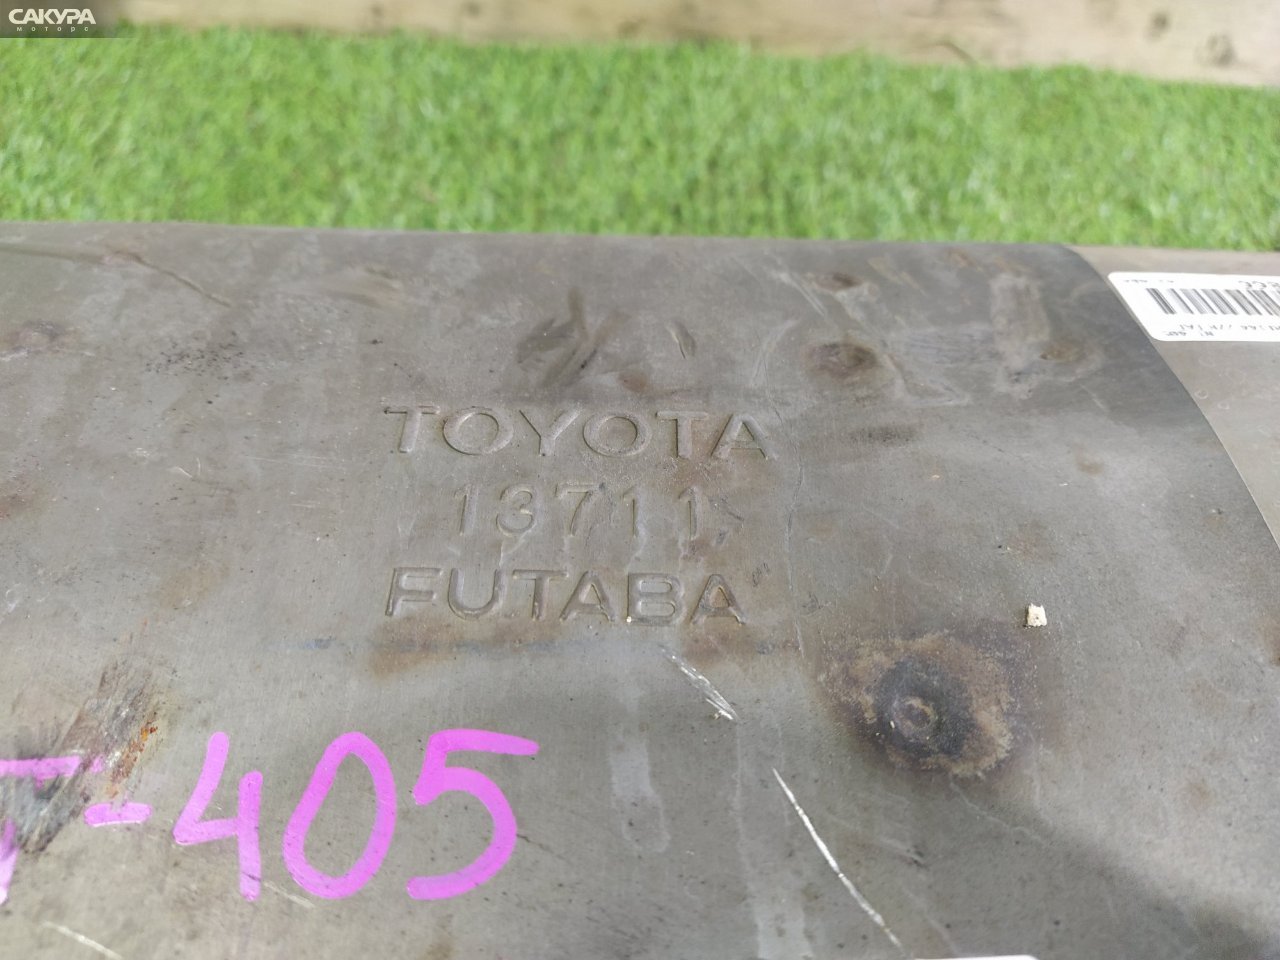 САКУРА
моторс
TOYOTA
13711
FUTABA
T-405